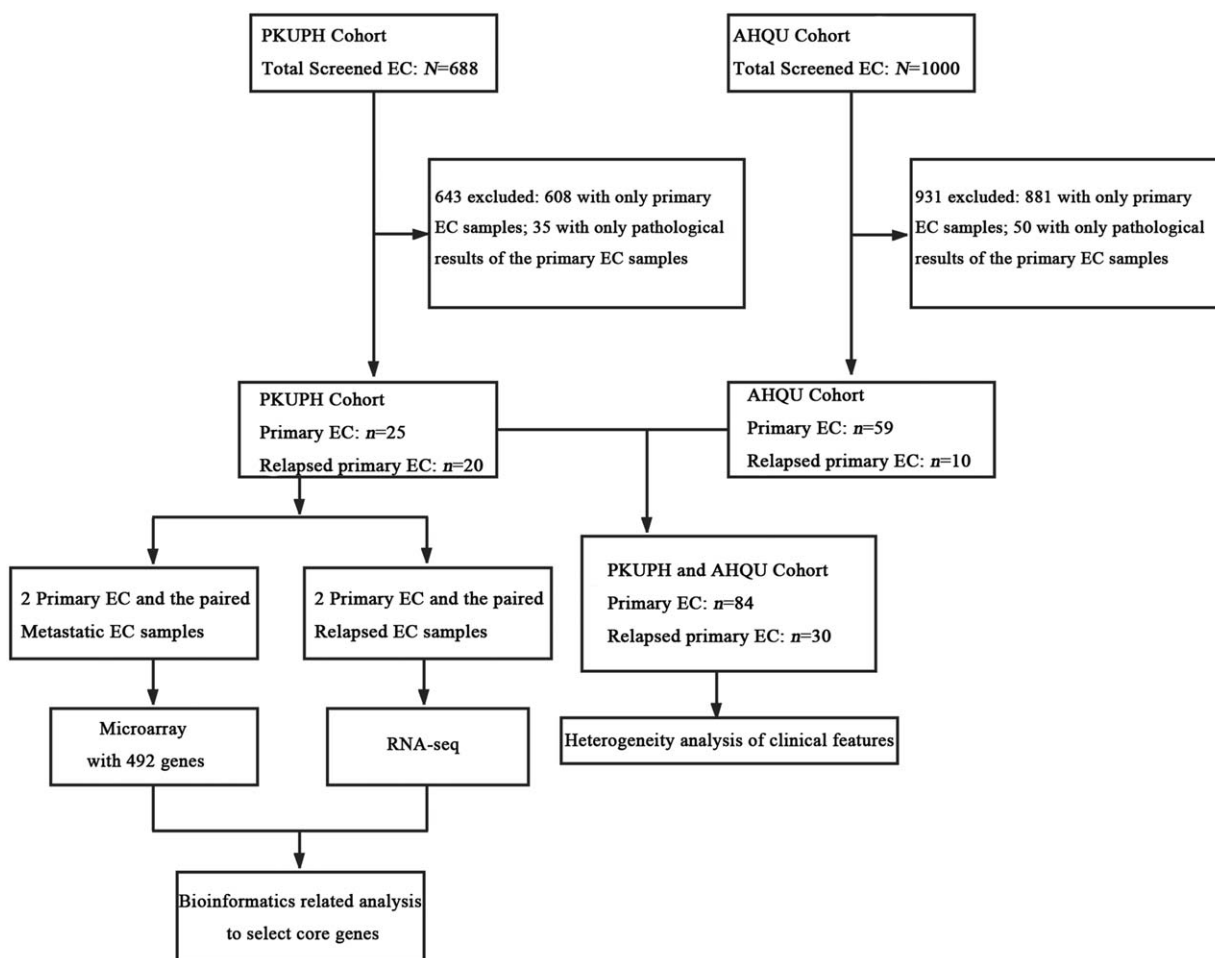 PKUPH Cohort
Total Screened EC: N=688
AHQU Cohort
Total Screened EC: N=1000
643 excluded: 608 with only primary
EC samples; 35 with only pathological
results of the primary EC samples
931 excluded: 881 with only primary
EC samples; 50 with only pathological
results of the primary EC samples
PKUPH Cohort
Primary EC: n=25
Relapsed primary EC: n=20
AHQU Cohort
Primary EC: n=59
Relapsed primary EC: n=10
2 Primary EC and the paired
Metastatic EC samples
2 Primary EC and the paired
Relapsed EC samples
PKUPH and AHQU Cohort
Primary EC: n=84
Relapsed primary EC: n=30
Microarray
with 492 genes
RNA-seq
Heterogeneity analysis of clinical features
Bioinformatics related analysis
to select core genes